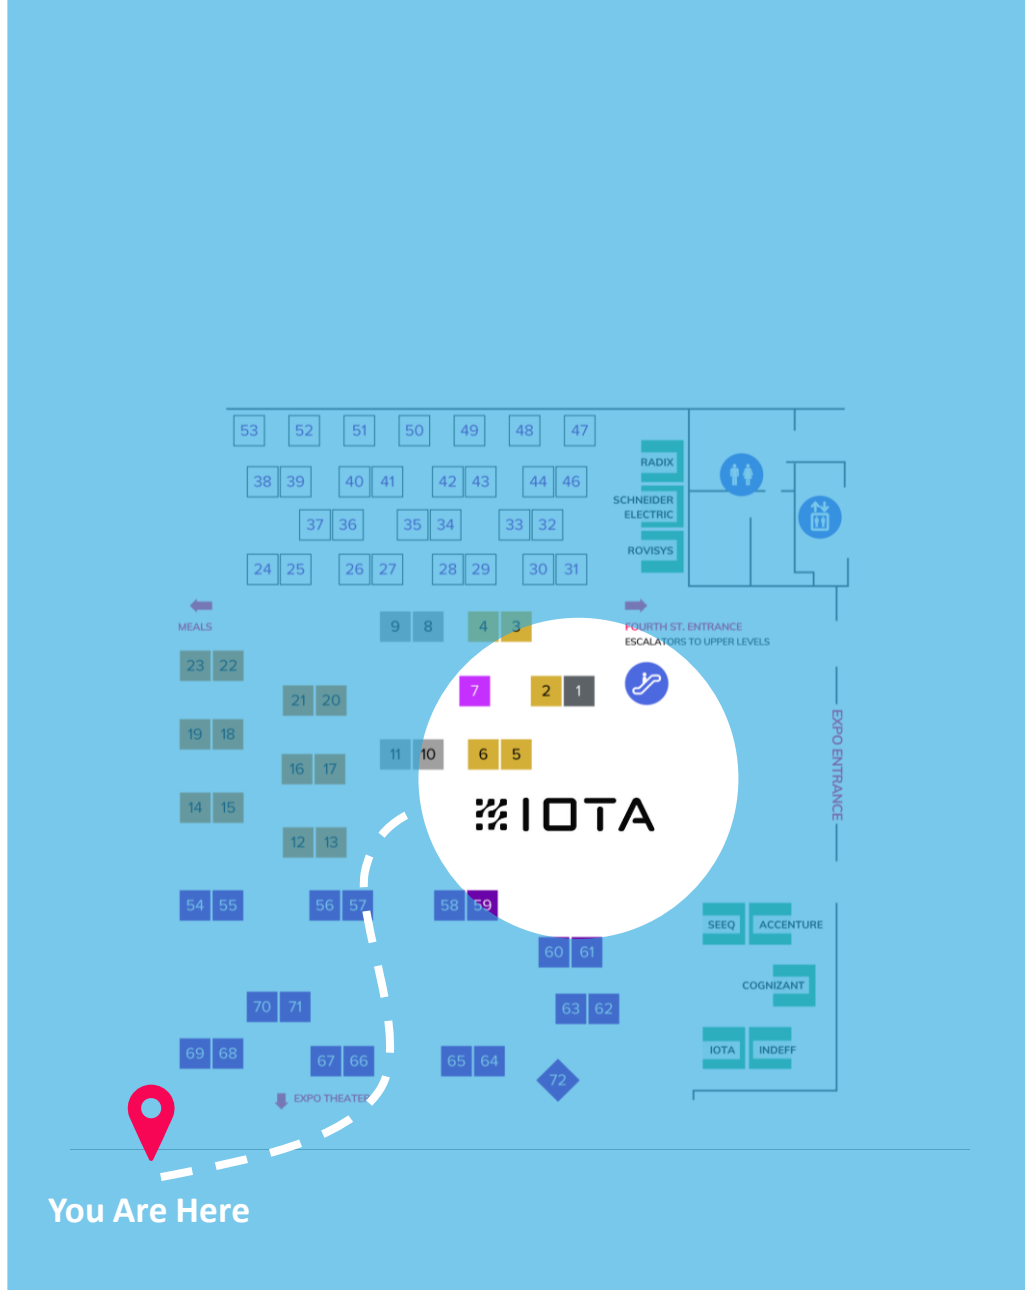 53 52 51 50 49 48 47
RADIX
38 39 40 41 42 43 44 46
SCHNEIDER
ELECTRIC
37 36 35 34 33 32
ROVISYS
24 25 26 27 28 29 30 31
MEALS
9 8 4 3
FOURTH ST. ENTRANCE
ESCALATORS TO UPPER LEVELS
23 22
21 20
7 2 1
19 18
EXPO ENTRANCE
11 10 6 5
16 17
14 15
IOTA
12 13
54 55 56 57 58 59
SEEQ ACCENTURE
60 61
COGNIZANT
70 71
63 62
69 68 67 66 65 64
IOTA INDEFF
72
EXPO THEATER
You Are Here